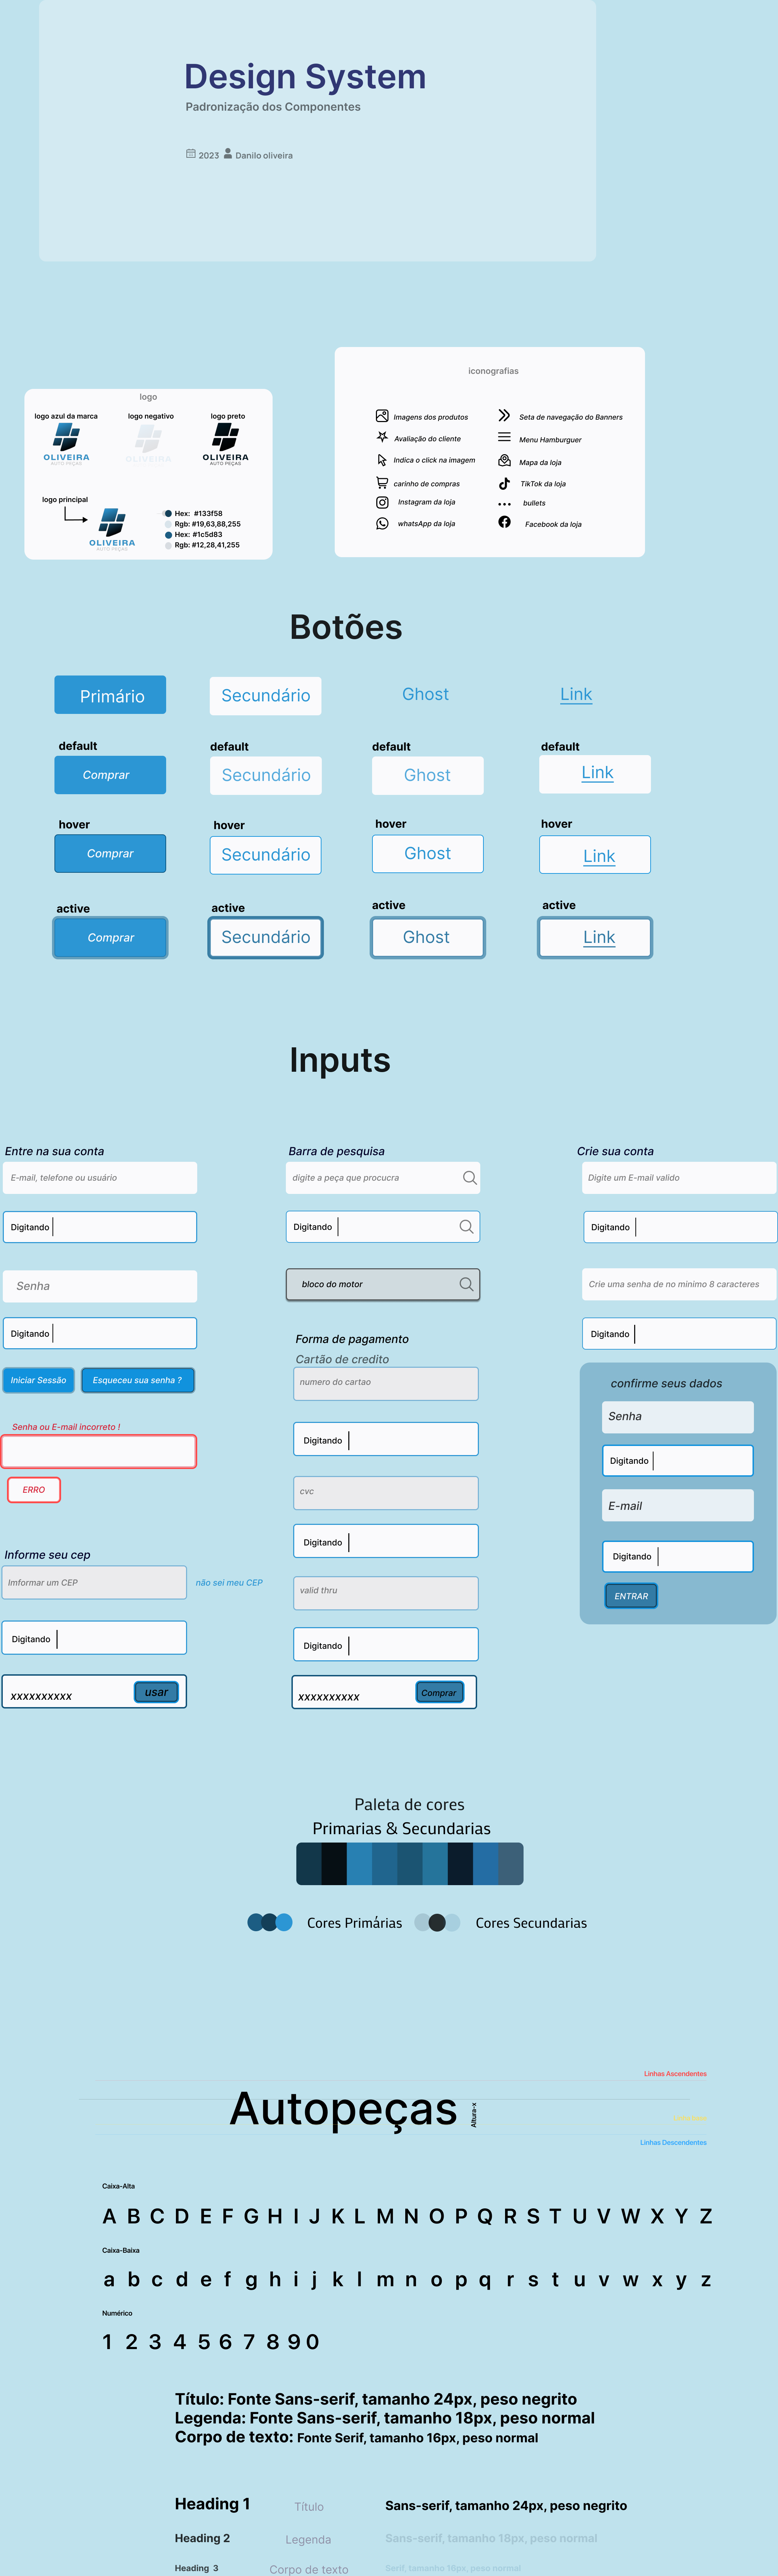 Design System
Padronização dos Componentes
2023 Danilo oliveira
logo
logo azul da marca
logo negativo
logo preto
OLIVEIRA
AUTO PEÇAS
OLIVEIRA
AUTO PEÇAS
OLIVEIRA
AUTO PEÇAS
logo principal
OLIVEIRA
AUTO PEÇAS
Hex: #133f58
Rgb: #19,63,88,255
Hex: #1c5d83
Rgb: #12,28,41,255
iconografias
Imagens dos produtos
Avaliação do cliente
Indica o click na imagem
carinho de compras
Instagram da loja
whatsApp da loja
Seta de navegação do Banners
Menu Hamburguer
Mapa da loja
TikTok da loja
bullets
Facebook da loja
Botões
Primário
Secundário
Ghost
Link
default
default
default
default
Comprar
Secundário
Ghost
Link
hover
hover
hover
hover
Comprar
Secundário
Ghost
Link
active
active
active
active
Comprar
Secundário
Ghost
Link
Inputs
Entre na sua conta
E-mail, telefone ou usuário
Digitando
Senha
Digitando
Iniciar Sessão
Esqueceu sua senha ?
Senha ou E-mail incorreto !
ERRO
Informe seu cep
Imformar um CEP
não sei meu CEP
Digitando
xxxxxxxxxx
usar
Barra de pesquisa
digite a peça que procucra
Digitando
bloco do motor
Forma de pagamento
Cartão de credito
numero do cartao
Digitando
cvc
Digitando
valid thru
Digitando
xxxxxxxxxx
Comprar
Crie sua conta
Digite um E-mail valido
Digitando
Crie uma senha de no minimo 8 caracteres
Digitando
confirme seus dados
Senha
Digitando
E-mail
Digitando
ENTRAR
Paleta de cores
Primarias & Secundarias
Cores Primárias
Cores Secundarias
Linhas Ascendentes
Autopeças
Altura-x
Linhas Descendentes
Caixa-Alta
A B C D E F G H I J K L M N O P Q R S T U V W X Y Z
Caixa-Baixa
a b c d e f g h i j k l m n o p q r s t u v w x y z
Numérico
1 2 3 4 5 6 7 8 9 0
Título: Fonte Sans-serif, tamanho 24px, peso negrito
Legenda: Fonte Sans-serif, tamanho 18px, peso normal
Corpo de texto: Fonte Serif, tamanho 16px, peso normal
Heading 1 Título Sans-serif, tamanho 24px, peso negrito
Heading 2 Legenda Sans-serif, tamanho 18px, peso normal
Heading 3 Corpo de texto Serif, tamanho 16px, peso normal